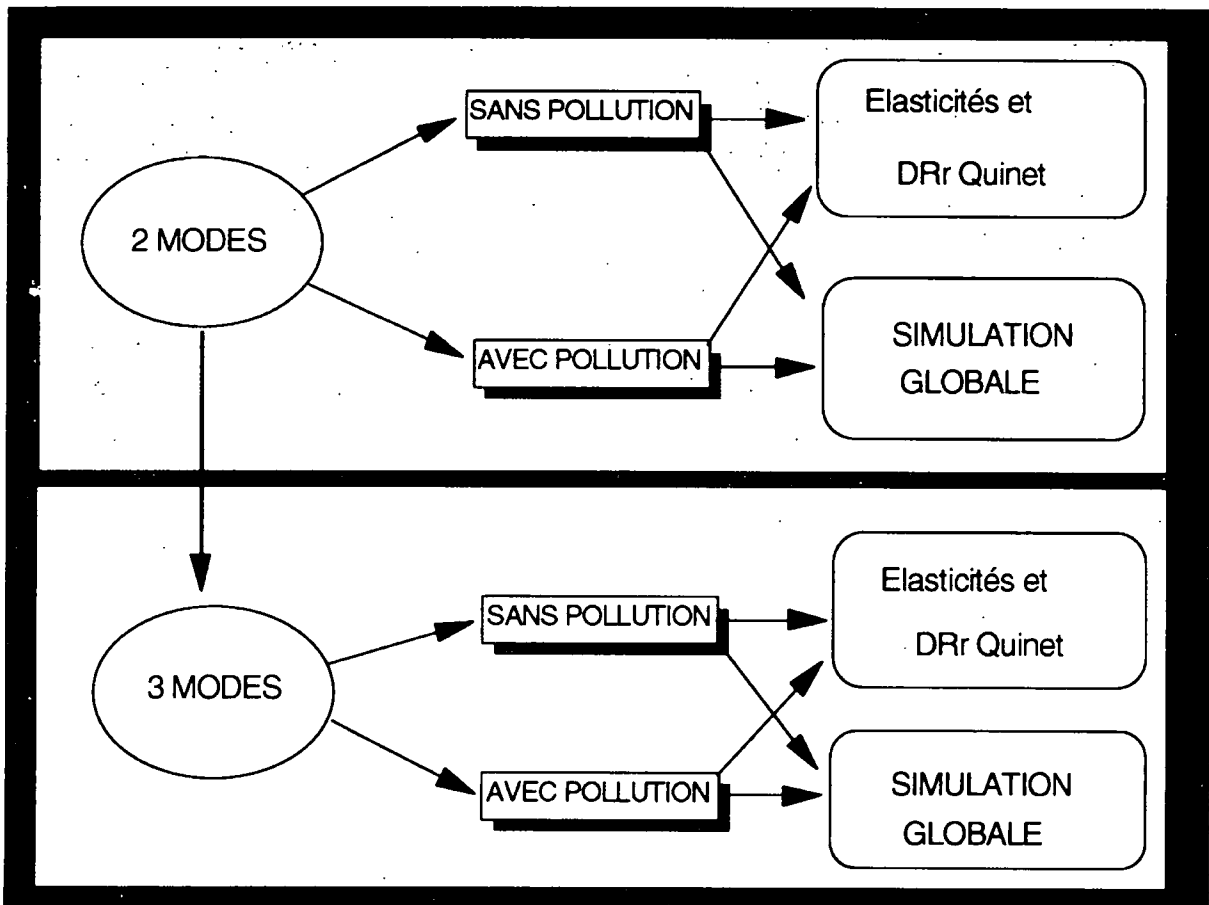 SANS POLLUTION
Elasticités et
DRr Quinet
2 MODES
AVEC POLLUTION
SIMULATION
GLOBALE
SANS POLLUTION
Elasticités et
DRr Quinet
3 MODES
AVEC POLLUTION
SIMULATION
GLOBALE